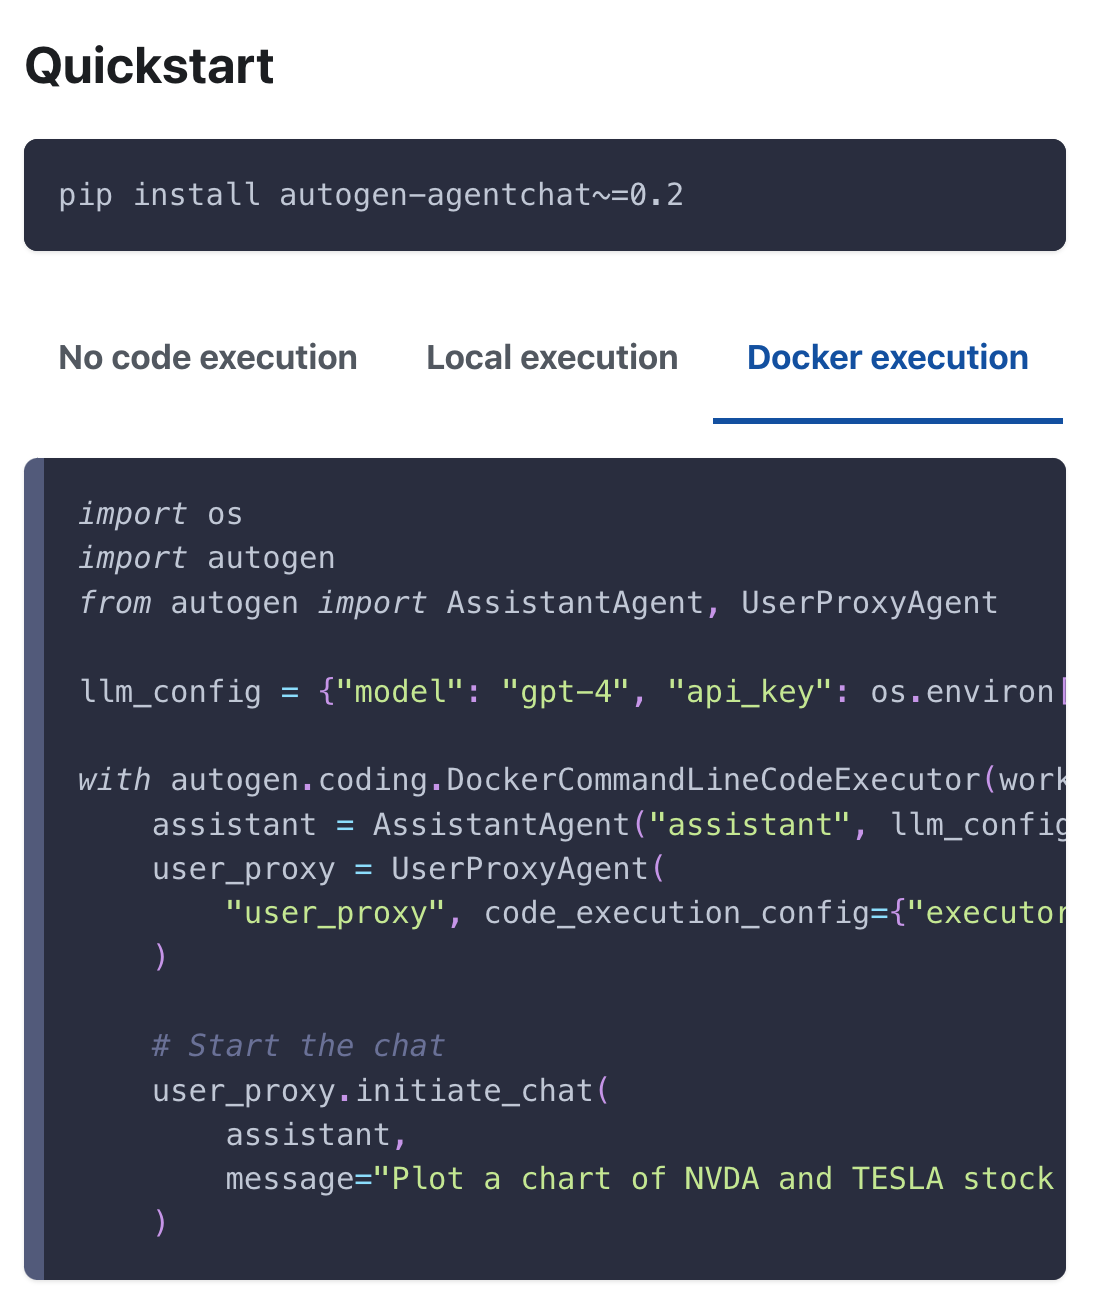 Quickstart
pip install autogen-agentchat~=0.2
No code execution Local execution Docker execution
import os
import autogen
from autogen import AssistantAgent, UserProxyAgent
llm_config = {"model": "gpt-4", "api_key": os.environ[
with autogen.coding.DockerCommandLineCodeExecutor(work
    assistant = AssistantAgent("assistant", llm_config
    user_proxy = UserProxyAgent(
        "user_proxy", code_execution_config={"executor
    )
    # Start the chat
    user_proxy.initiate_chat(
        assistant,
        message="Plot a chart of NVDA and TESLA stock
    )